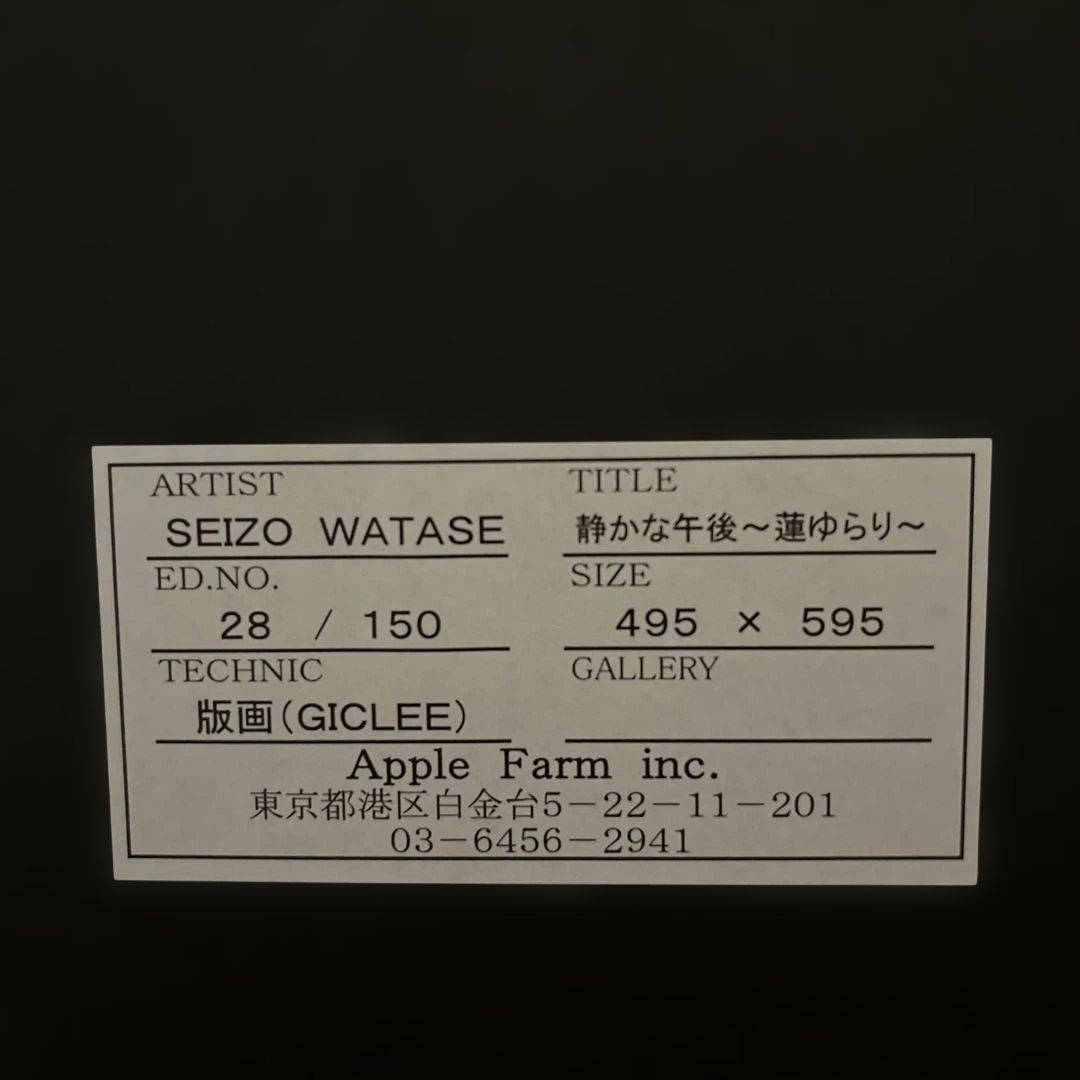 ARTIST
SEIZO WATASE
TITLE
静かな午後～蓮ゆらり～
ED.NO.
28 / 150
SIZE
495 × 595
TECHNIC
版画(GICLEE)
GALLERY
Apple Farm inc.
東京都港区白金台5－22－11－201
03－6456－2941